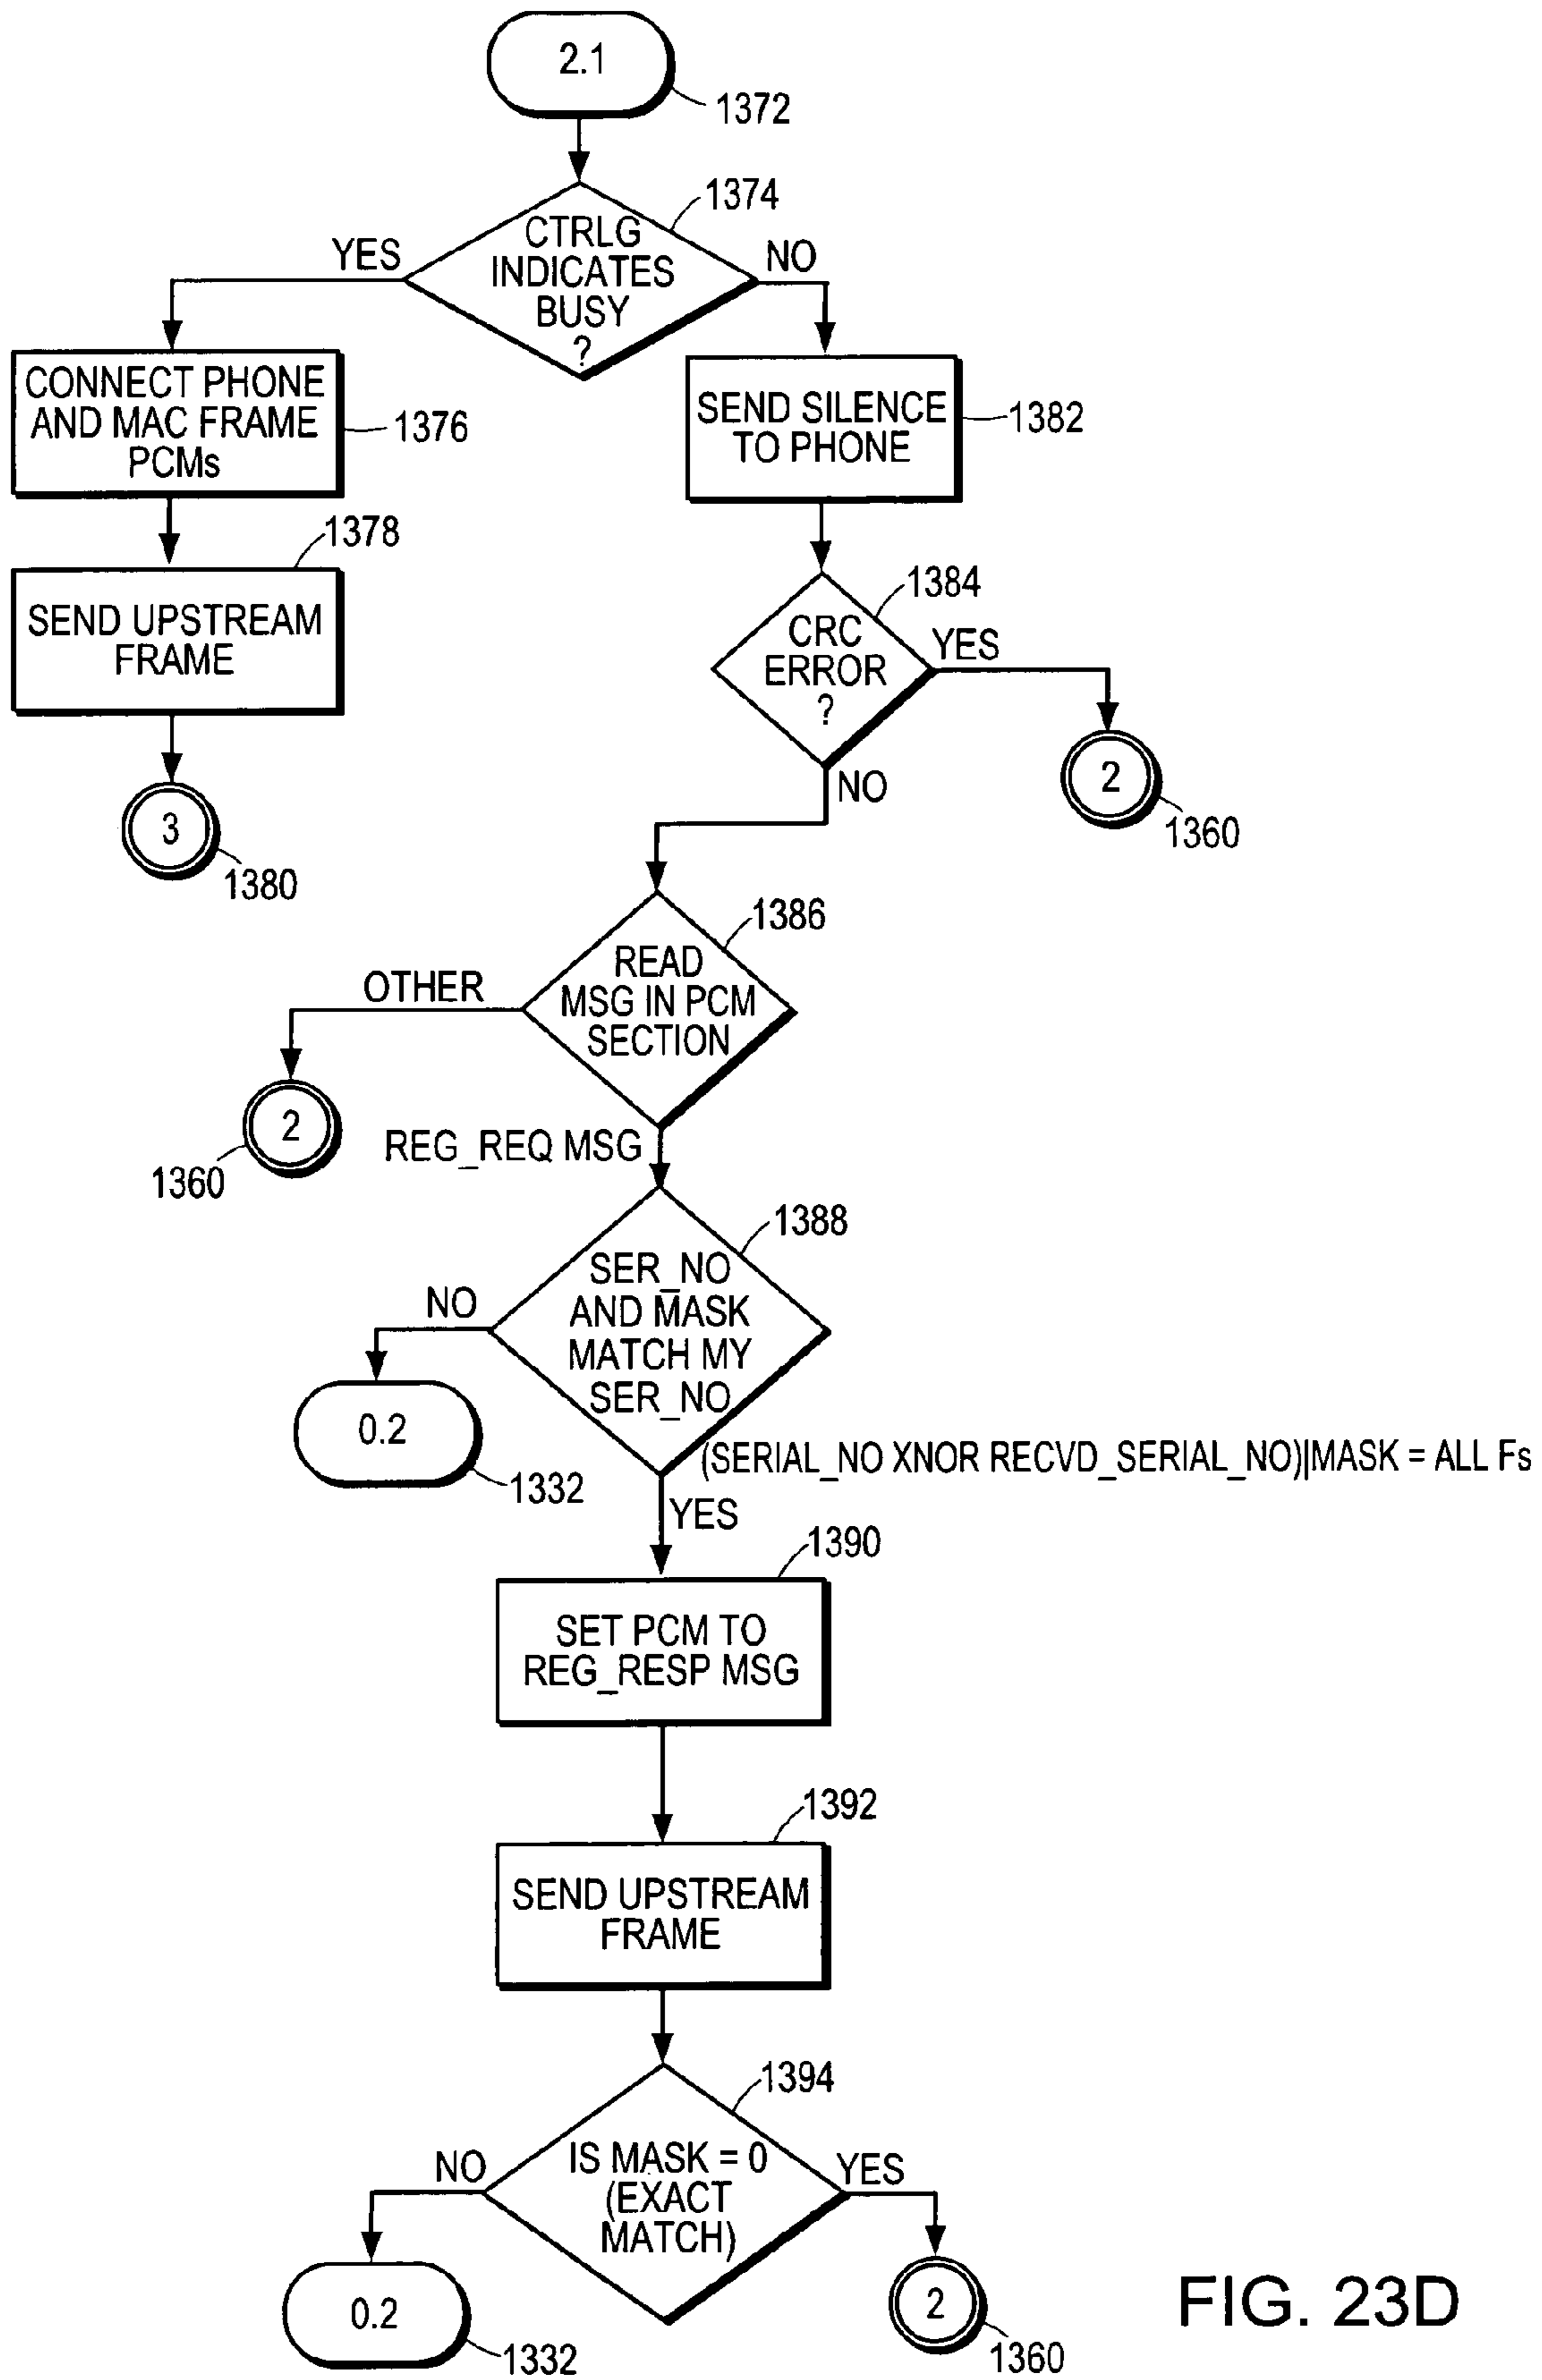 2.1
1372
1374
CTRLG
INDICATES
BUSY
?
YES
NO
CONNECT PHONE
AND MAC FRAME
PCMs
1376
SEND SILENCE
TO PHONE
1382
1378
SEND UPSTREAM
FRAME
1384
CRC
ERROR
?
YES
NO
2
1360
3
1380
1386
READ
MSG IN PCM
SECTION
OTHER
2
1360
REG_REQ MSG
1388
SER_NO
AND MASK
MATCH MY
SER_NO
NO
0.2
1332
(SERIAL_NO XNOR RECVD_SERIAL_NO)|MASK = ALL Fs
YES
1390
SET PCM TO
REG_RESP MSG
1392
SEND UPSTREAM
FRAME
1394
IS MASK = 0
(EXACT
MATCH)
NO
YES
0.2
1332
2
1360
FIG. 23D